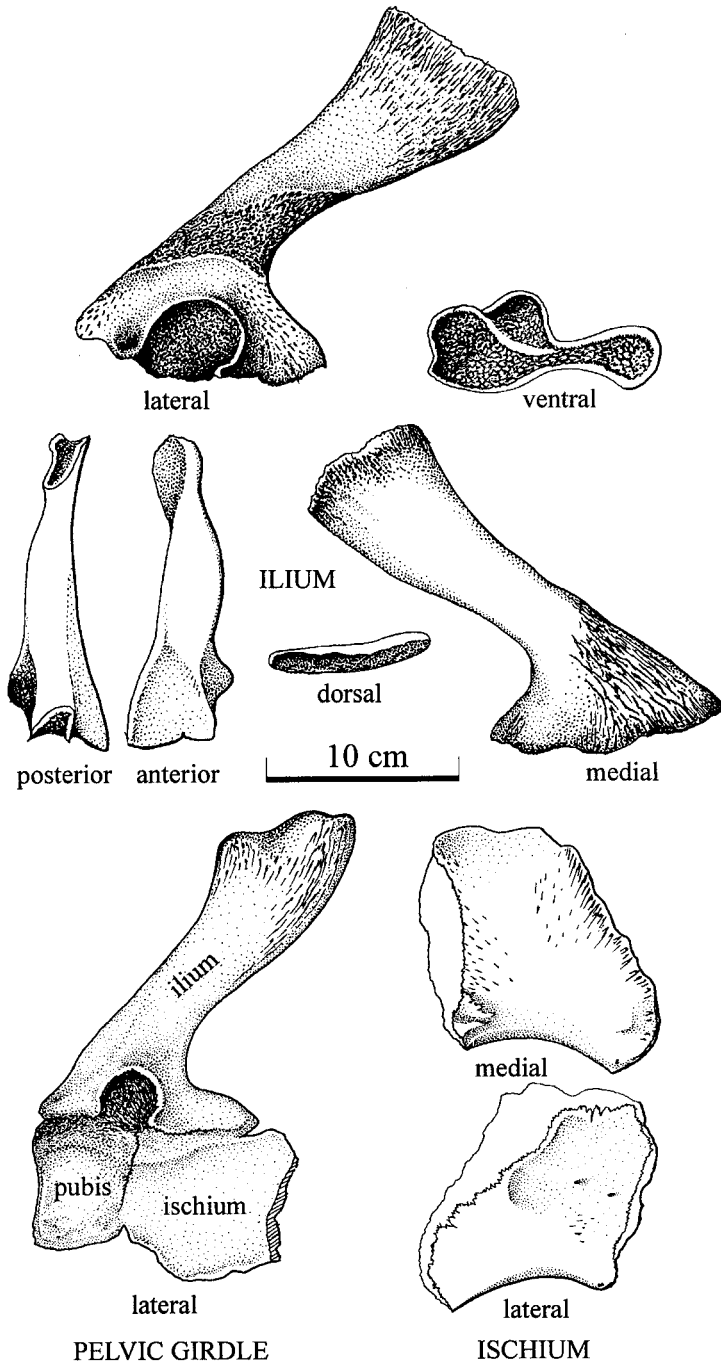 lateral
ventral
ILIUM
dorsal
posterior
anterior
10 cm
medial
ilium
pubis
ischium
lateral
PELVIC GIRDLE
medial
lateral
ISCHIUM